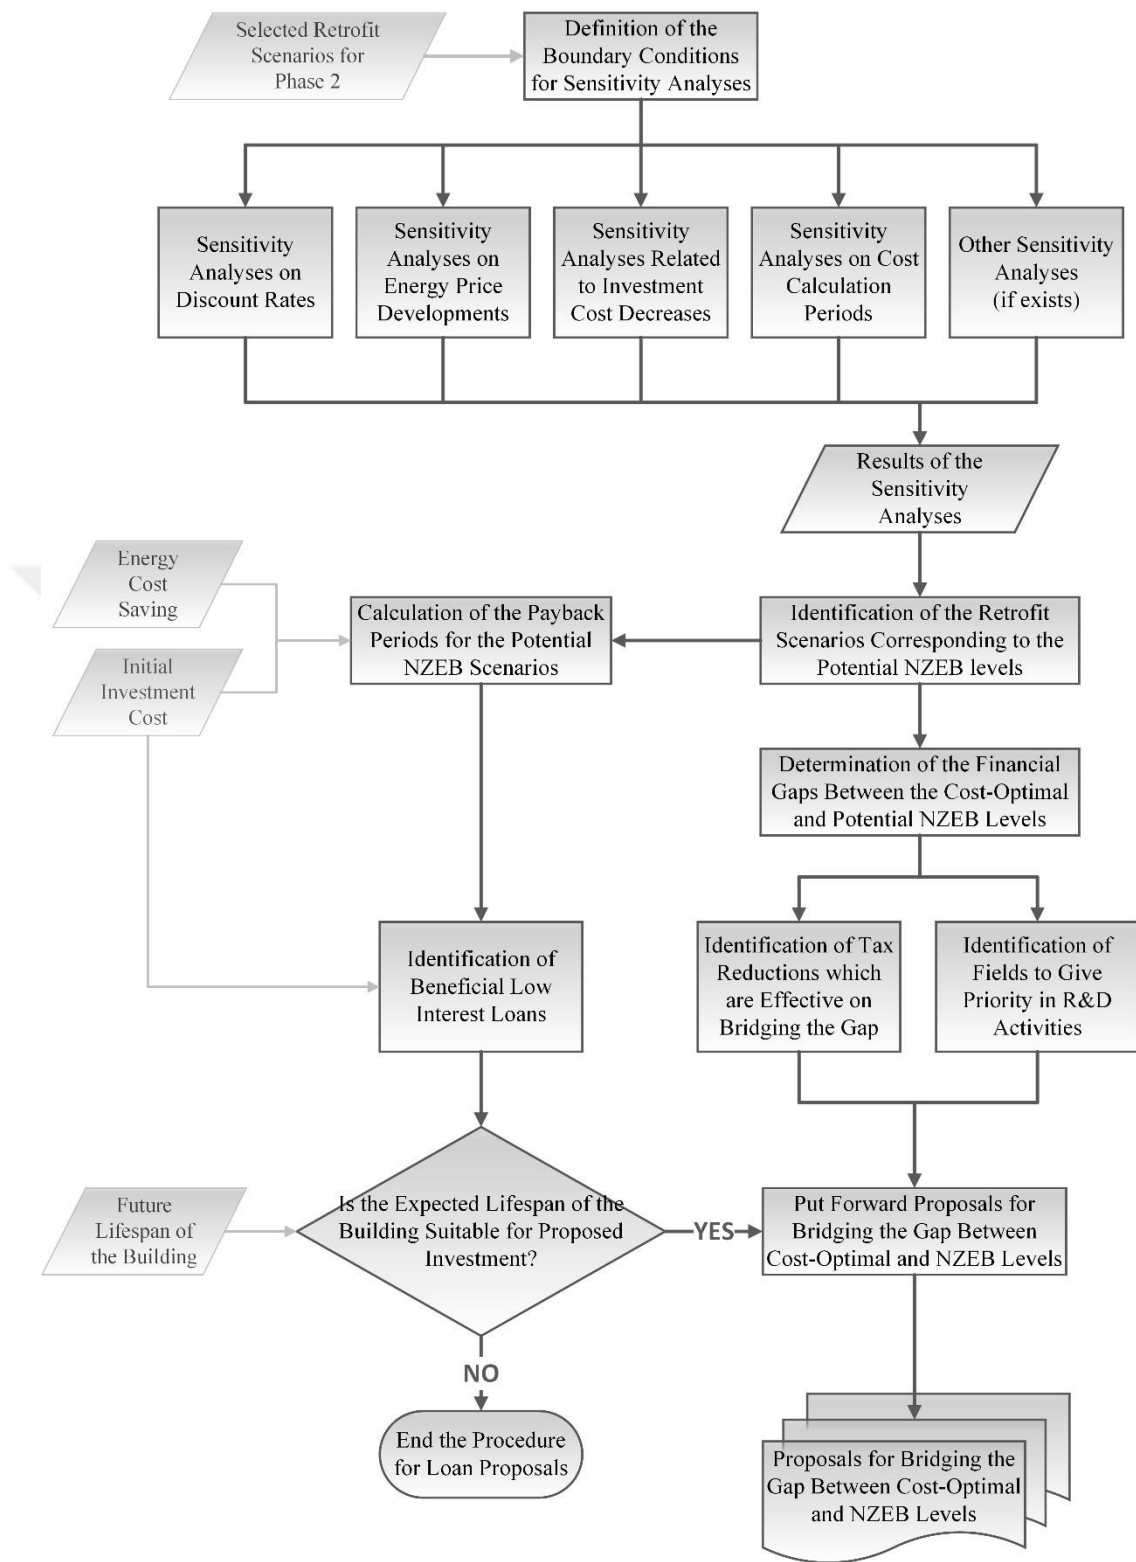 Selected Retrofit
Scenarios for
Phase 2
Definition of the
Boundary Conditions
for Sensitivity Analyses
Sensitivity
Analyses on
Discount Rates
Sensitivity
Analyses on
Energy Price
Developments
Sensitivity
Analyses Related
to Investment
Cost Decreases
Sensitivity
Analyses on Cost
Calculation
Periods
Other Sensitivity
Analyses
(if exists)
Results of the
Sensitivity
Analyses
Energy
Cost
Saving
Initial
Investment
Cost
Calculation of the Payback
Periods for the Potential
NZEB Scenarios
Identification of the Retrofit
Scenarios Corresponding to the
Potential NZEB levels
Determination of the Financial
Gaps Between the Cost-Optimal
and Potential NZEB Levels
Identification of
Beneficial Low
Interest Loans
Identification of Tax
Reductions which
are Effective on
Bridging the Gap
Identification of
Fields to Give
Priority in R&D
Activities
Future
Lifespan of
the Building
Is the Expected Lifespan of the
Building Suitable for Proposed
Investment?
YES
Put Forward Proposals for
Bridging the Gap Between
Cost-Optimal and NZEB Levels
NO
End the Procedure
for Loan Proposals
Proposals for Bridging the
Gap Between Cost-Optimal
and NZEB Levels